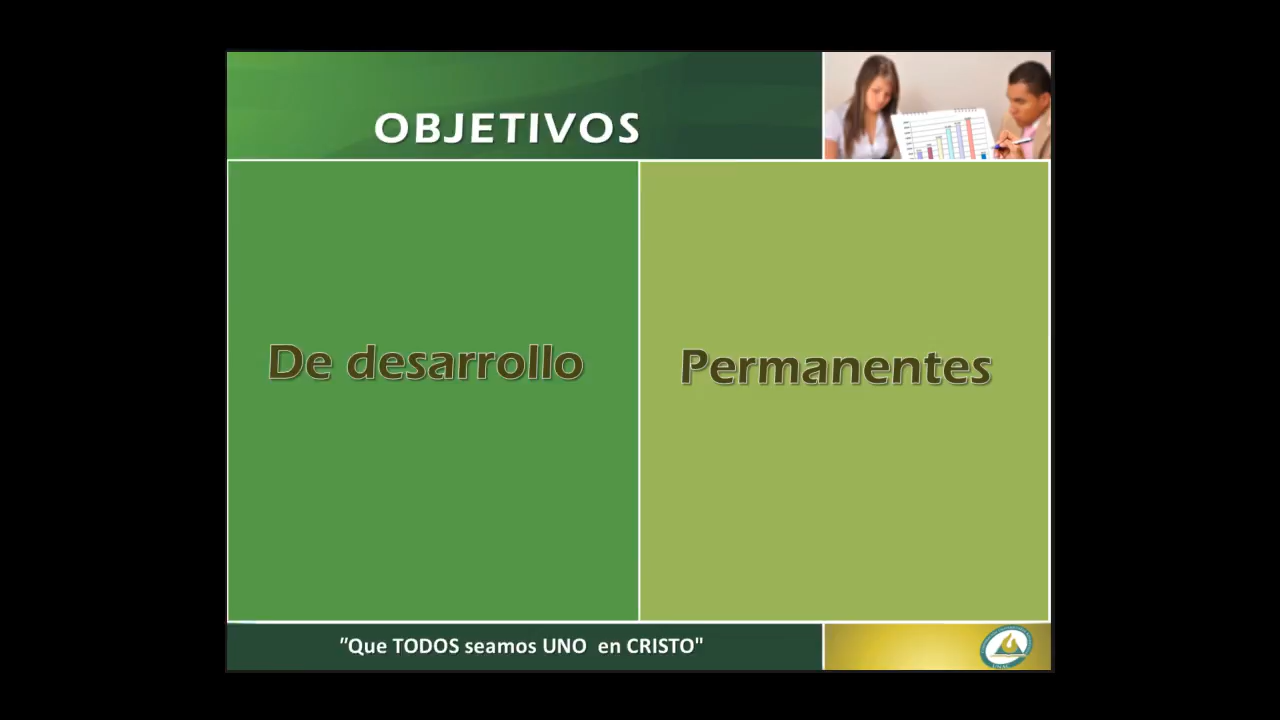 OBJETIVOS
De desarrollo
Permanentes
"Que TODOS seamos UNO  en CRISTO"